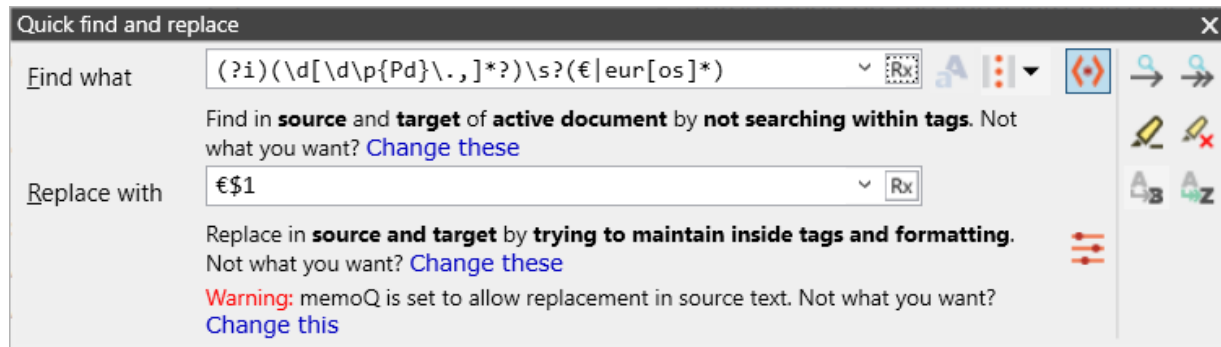 Quick find and replace
Find what
(?i)(\d[\d\p{Pd}\.,]*?)\s?(€|eur[os]*)
Rx
Find in source and target of active document by not searching within tags. Not
what you want? Change these
Replace with
€$1
Rx
Replace in source and target by trying to maintain inside tags and formatting.
Not what you want? Change these
Warning: memoQ is set to allow replacement in source text. Not what you want?
Change this